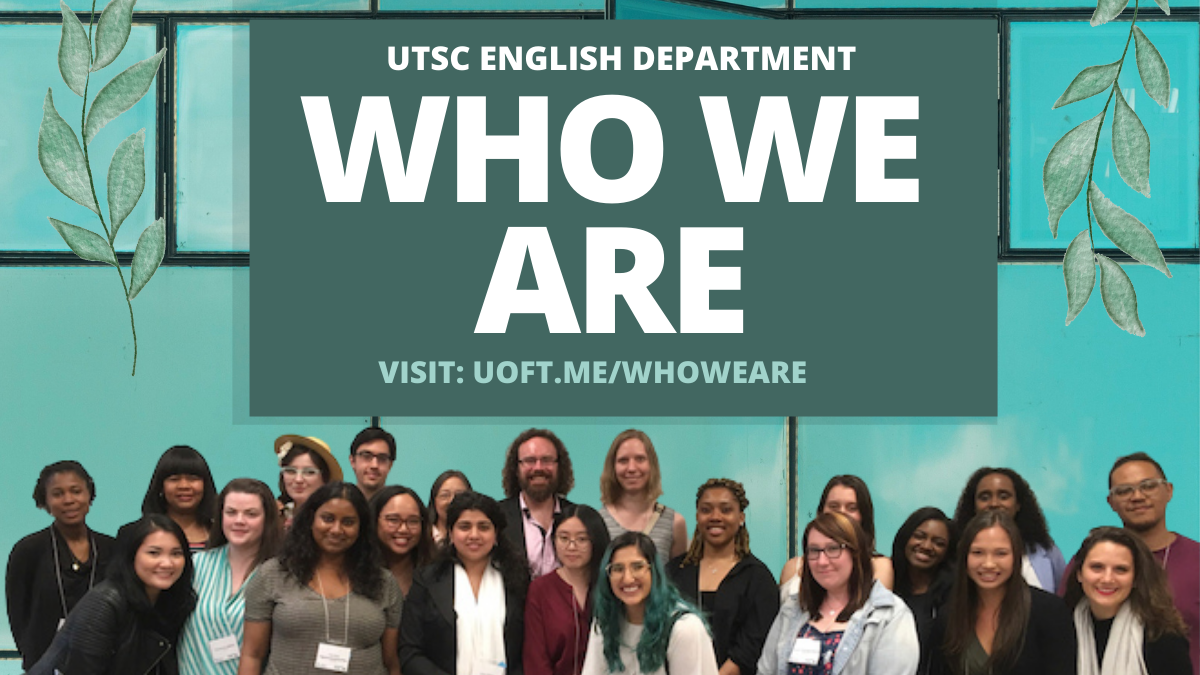 UTSC ENGLISH DEPARTMENT
WHO WE
ARE
VISIT: UOFT.ME/WHOWEARE